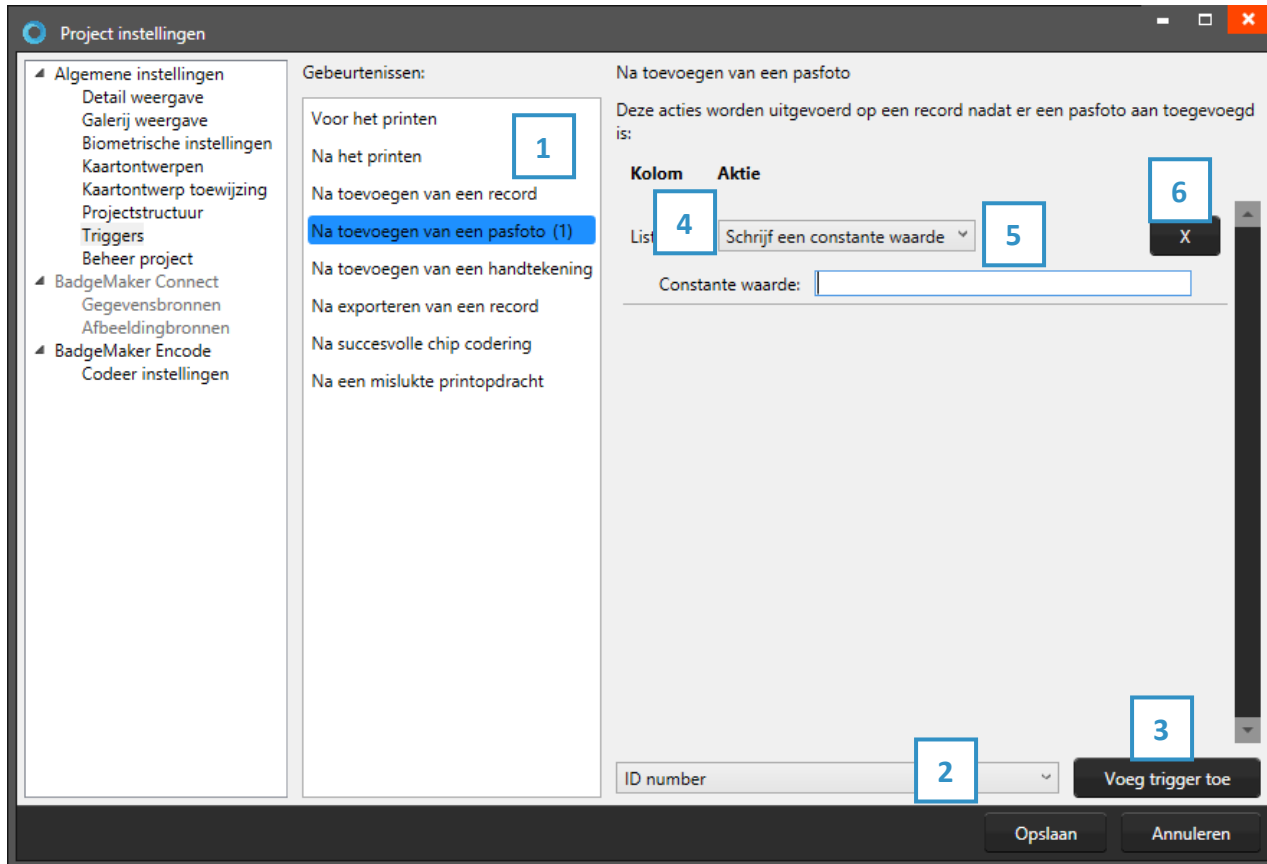 Project instellingen
Algemene instellingen
Detail weergave
Galerij weergave
Biometrische instellingen
Kaartontwerpen
Kaartontwerp toewijzing
Projectstructuur
Triggers
Beheer project
BadgeMaker Connect
Gegevensbronnen
Afbeeldingbronnen
BadgeMaker Encode
Codeer instellingen
Gebeurtenissen:
Voor het printen
1
Na het printen
Na toevoegen van een record
Na toevoegen van een pasfoto (1)
Na toevoegen van een handtekening
Na exporteren van een record
Na succesvolle chip codering
Na een mislukte printopdracht
Na toevoegen van een pasfoto
Deze acties worden uitgevoerd op een record nadat er een pasfoto aan toegevoegd
is:
Kolom Aktie
6
List 4 Schrijf een constante waarde 5 X
Constante waarde:
3
ID number 2 Voeg trigger toe
Opslaan Annuleren